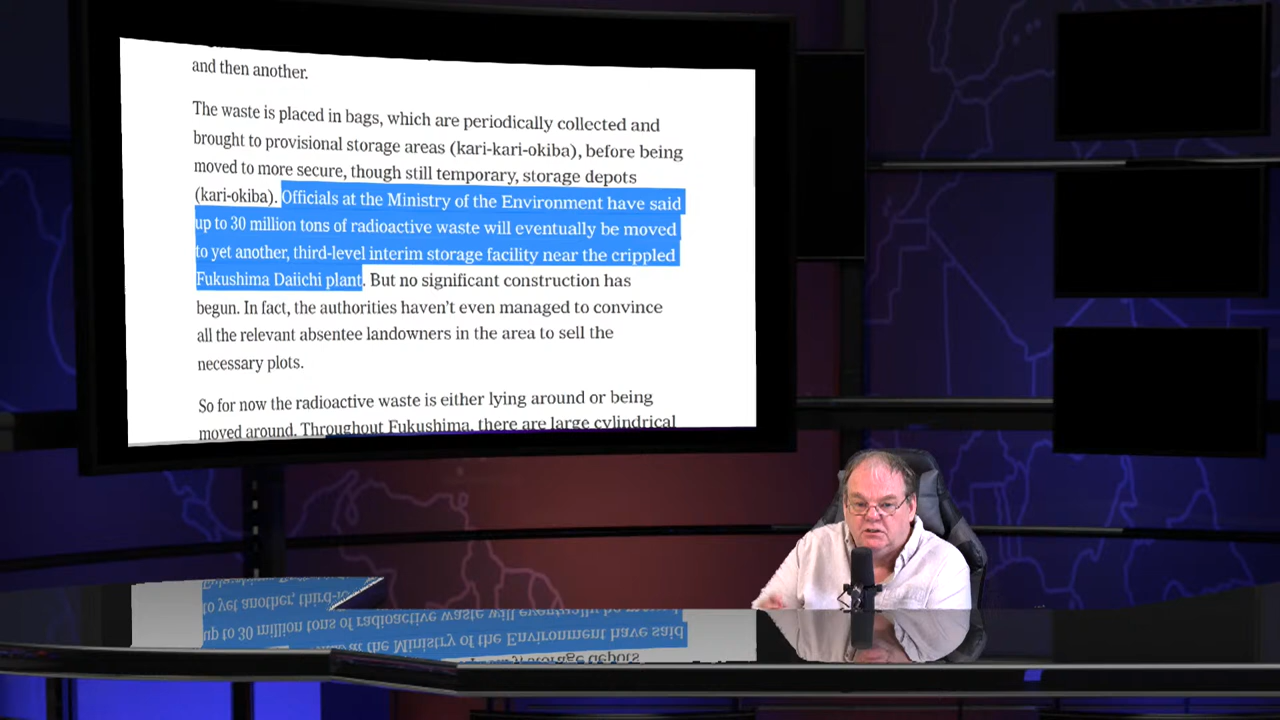 and then another.
The waste is placed in bags, which are periodically collected and
brought to provisional storage areas (kari-kari-okiba), before being
moved to more secure, though still temporary, storage depots
(kari-okiba). Officials at the Ministry of the Environment have said
up to 30 million tons of radioactive waste will eventually be moved
to yet another, third-level interim storage facility near the crippled
Fukushima Daiichi plant. But no significant construction has
begun. In fact, the authorities haven't even managed to convince
all the relevant absentee landowners in the area to sell the
necessary plots.
So for now the radioactive waste is either lying around or being
moved around. Throughout Fukushima, there are large cylindrical